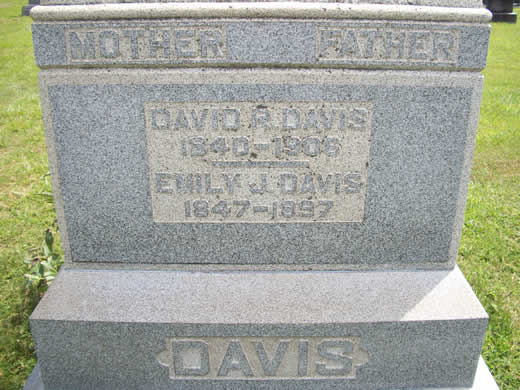 MOTHER FATHER
DAVID P. DAVIS
1840-1906
EMILY J. DAVIS
1847-1897
DAVIS